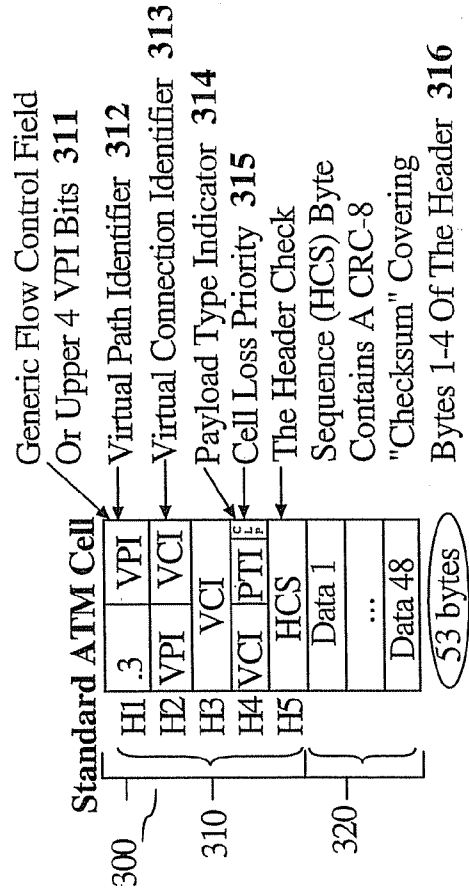 Standard ATM Cell
300
310
320
H1 .3 VPI
H2 VPI VCI
H3 VCI
H4 VCI PTI CLP
H5 HCS
Data 1
...
Data 48
53 bytes
Generic Flow Control Field
Or Upper 4 VPI Bits 311
Virtual Path Identifier 312
Virtual Connection Identifier 313
Payload Type Indicator 314
Cell Loss Priority 315
The Header Check
Sequence (HCS) Byte
Contains A CRC-8
"Checksum" Covering
Bytes 1-4 Of The Header 316